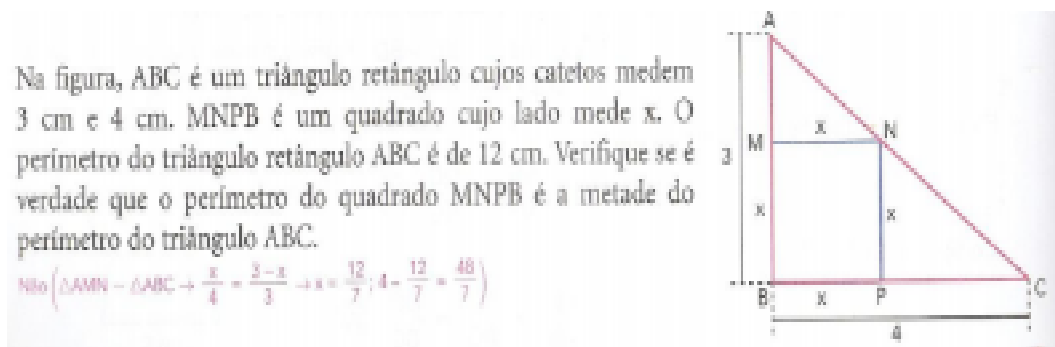 Na figura, ABC é um triângulo retângulo cujos catetos medem
3 cm e 4 cm. MNPB é um quadrado cujo lado mede x. O
perímetro do triângulo retângulo ABC é de 12 cm. Verifique se é
verdade que o perímetro do quadrado MNPB é a metade do
perímetro do triângulo ABC.
Não (△AMN ~ △ABC → x/4 = 3 - x/3 → x = 12/7; 4 · 12/7 = 48/7)
A
M
x
N
3
x
x
B
x
P
C
4